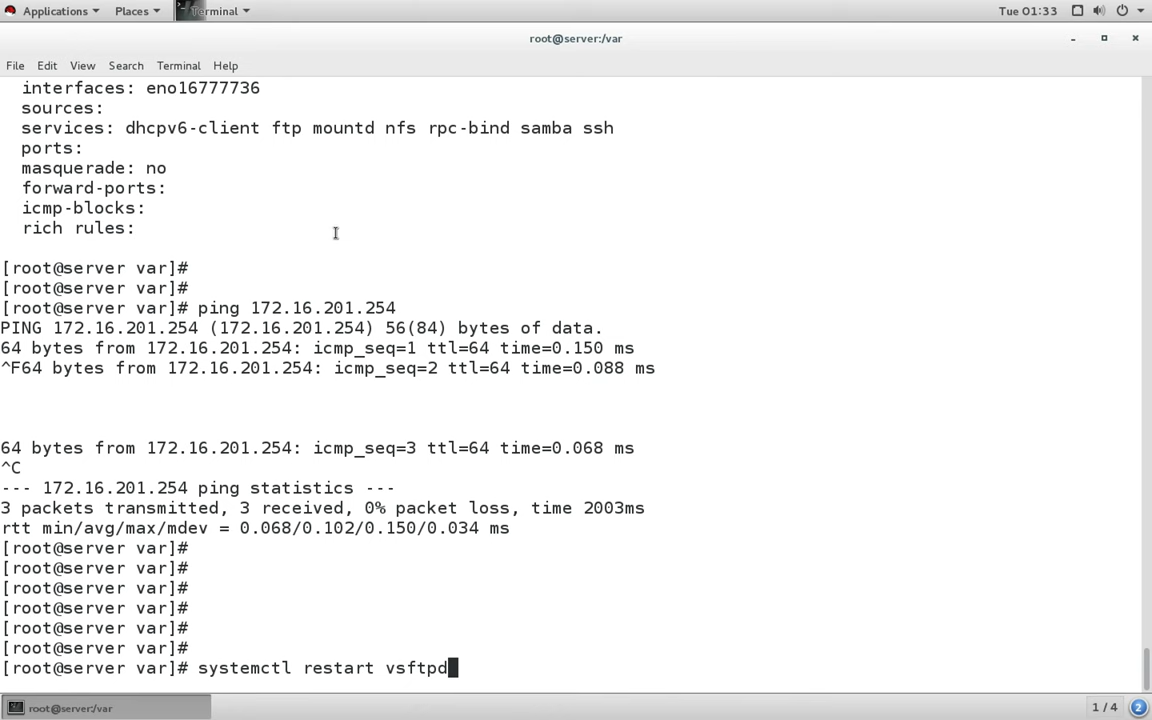 Applications Places Terminal Tue 01:33
root@server:/var
File Edit View Search Terminal Help
interfaces: eno16777736
sources:
services: dhcpv6-client ftp mountd nfs rpc-bind samba ssh
ports:
masquerade: no
forward-ports:
icmp-blocks:
rich rules:
[root@server var]#
[root@server var]#
[root@server var]# ping 172.16.201.254
PING 172.16.201.254 (172.16.201.254) 56(84) bytes of data.
64 bytes from 172.16.201.254: icmp_seq=1 ttl=64 time=0.150 ms
^F64 bytes from 172.16.201.254: icmp_seq=2 ttl=64 time=0.088 ms
64 bytes from 172.16.201.254: icmp_seq=3 ttl=64 time=0.068 ms
^C
--- 172.16.201.254 ping statistics ---
3 packets transmitted, 3 received, 0% packet loss, time 2003ms
rtt min/avg/max/mdev = 0.068/0.102/0.150/0.034 ms
[root@server var]#
[root@server var]#
[root@server var]#
[root@server var]#
[root@server var]#
[root@server var]#
[root@server var]# systemctl restart vsftpd
root@server:/var 1 / 4 2